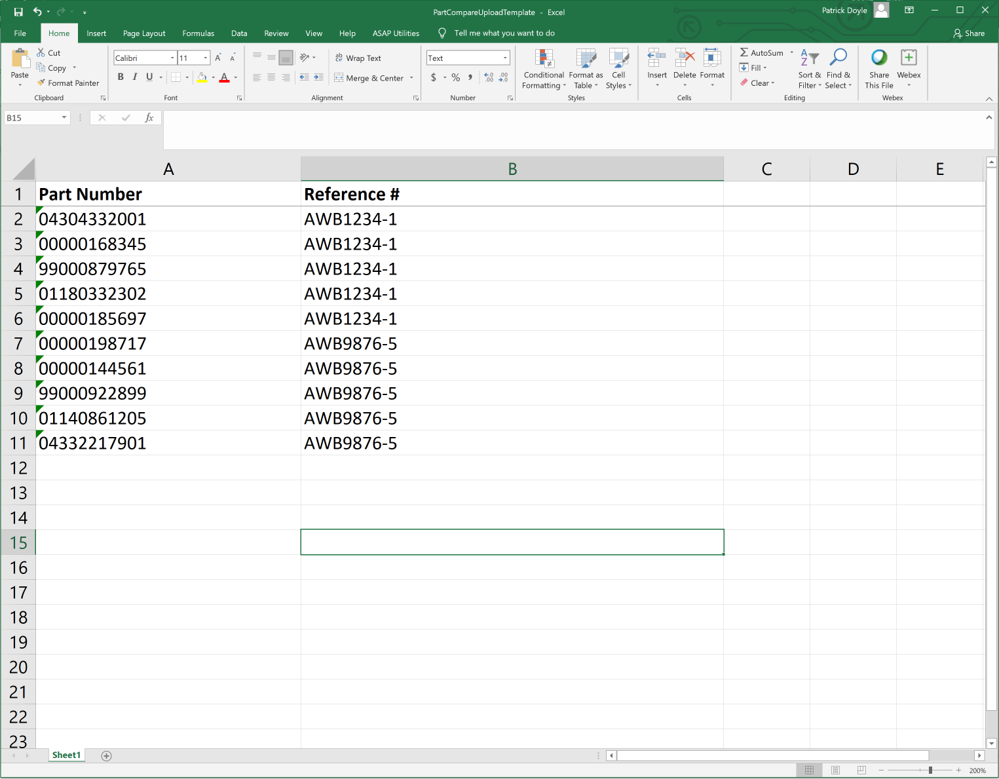 PartCompareUploadTemplate - Excel
Patrick Doyle
File Home Insert Page Layout Formulas Data Review View Help ASAP Utilities Tell me what you want to do Share
Paste
Cut
Copy
Format Painter
Clipboard
Calibri 11 A A
B I U A
Font
Wrap Text
Merge & Center
Alignment
Text
$ % ,
Number
Conditional Formatting
Format as Table
Cell Styles
Styles
Insert Delete Format
Cells
AutoSum
Fill
Clear
Sort & Filter
Find & Select
Editing
Share This File
Webex
Webex
B15 fx
A B C D E
1 Part Number Reference #
2 04304332001 AWB1234-1
3 00000168345 AWB1234-1
4 99000879765 AWB1234-1
5 01180332302 AWB1234-1
6 00000185697 AWB1234-1
7 00000198717 AWB9876-5
8 00000144561 AWB9876-5
9 99000922899 AWB9876-5
10 01140861205 AWB9876-5
11 04332217901 AWB9876-5
12
13
14
15
16
17
18
19
20
21
22
23
Sheet1
200%